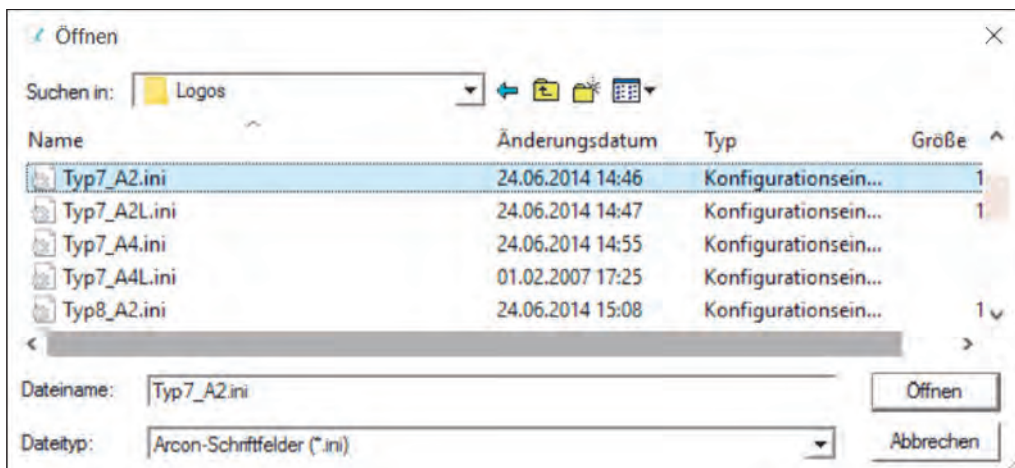 Öffnen
Suchen in: Logos
Name Änderungsdatum Typ Größe
Typ7_A2.ini 24.06.2014 14:46 Konfigurationsein... 1
Typ7_A2L.ini 24.06.2014 14:47 Konfigurationsein... 1
Typ7_A4.ini 24.06.2014 14:55 Konfigurationsein...
Typ7_A4L.ini 01.02.2007 17:25 Konfigurationsein...
Typ8_A2.ini 24.06.2014 15:08 Konfigurationsein... 1
Dateiname: Typ7_A2.ini Öffnen
Dateityp: Arcon-Schriftfelder (*.ini) Abbrechen